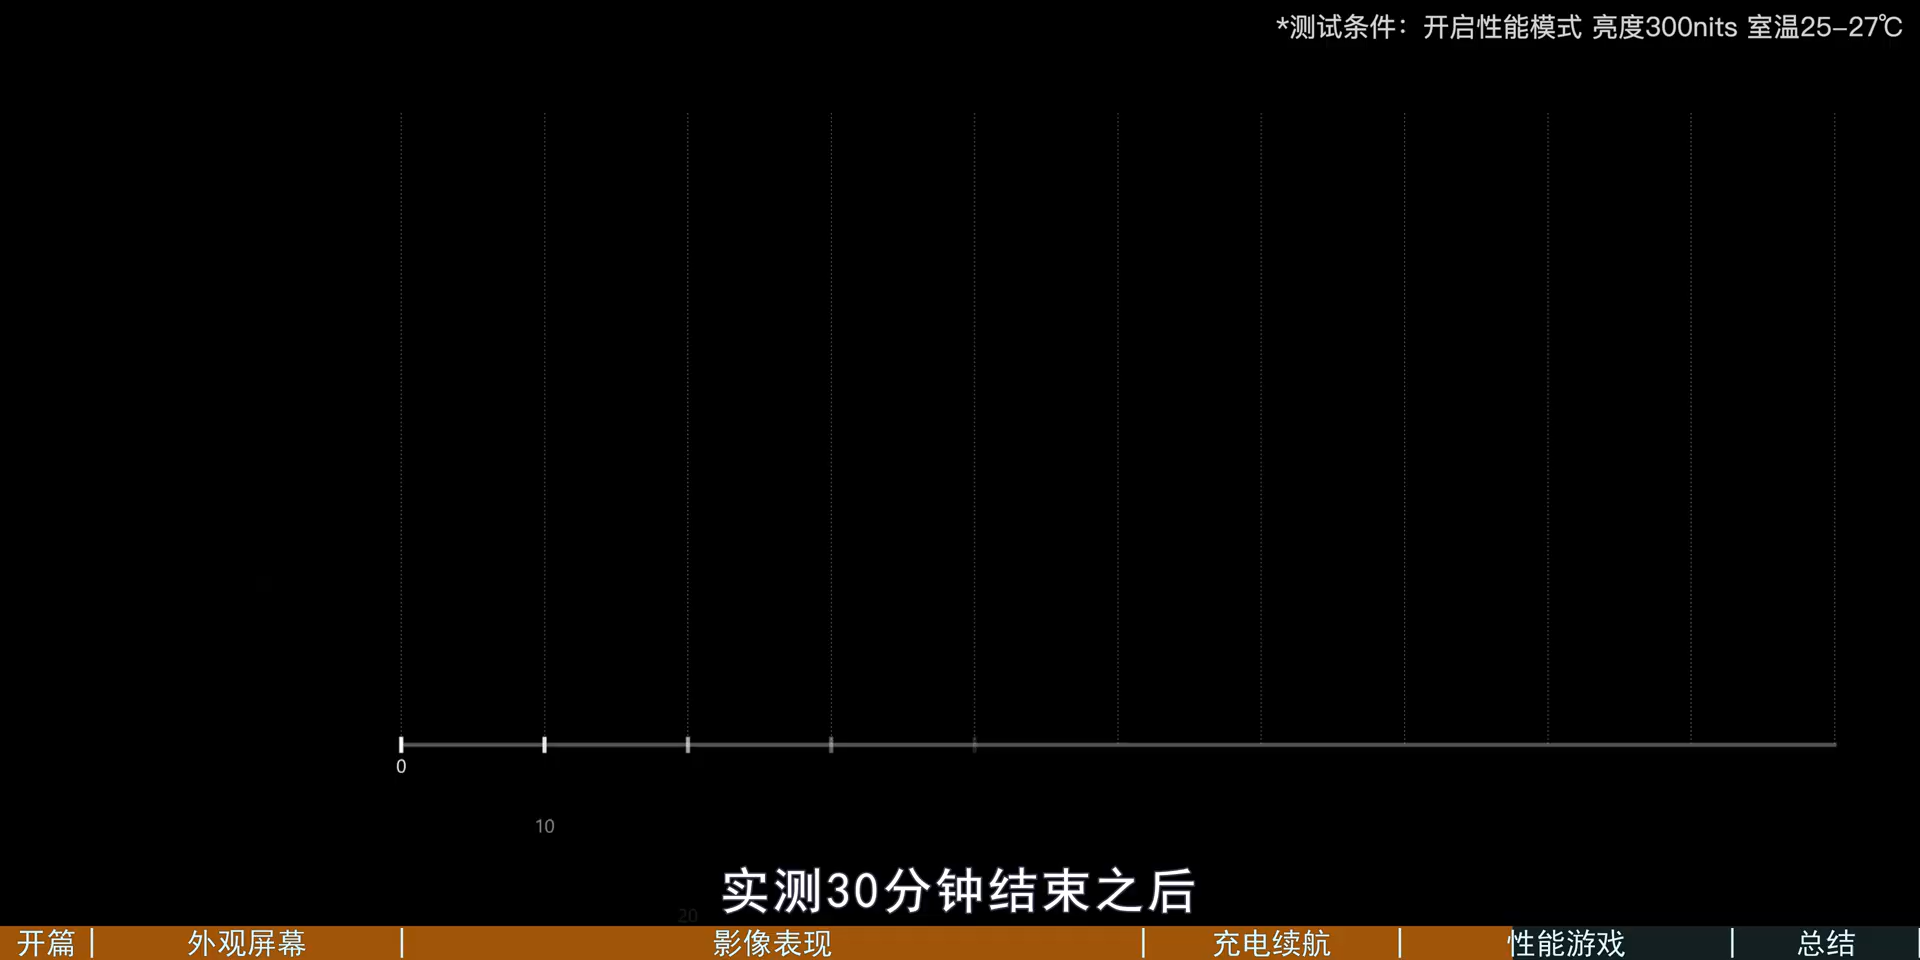 *测试条件：开启性能模式 亮度300nits 室温25-27℃
0
10
20
实测30分钟结束之后
开篇 | 外观屏幕 | 影像表现 | 充电续航 | 性能游戏 | 总结